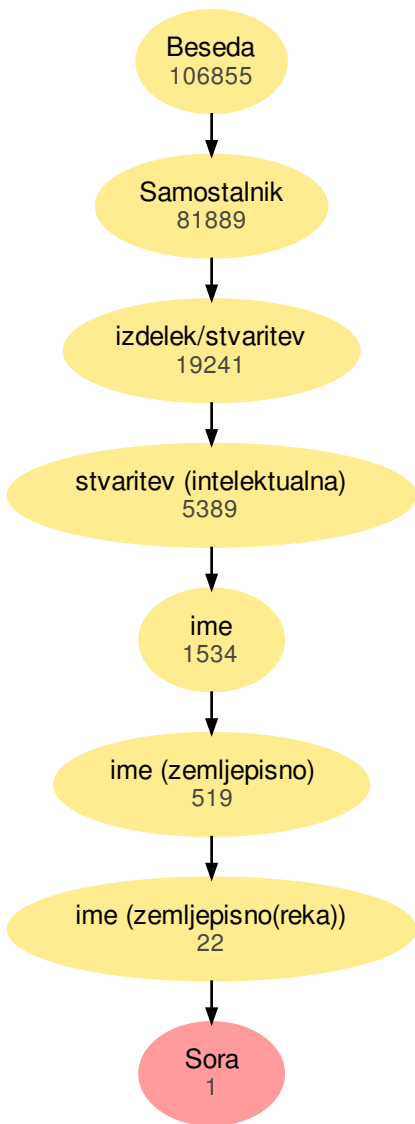 Beseda
106855
Samostalnik
81889
izdelek/stvaritev
19241
stvaritev (intelektualna)
5389
ime
1534
ime (zemljepisno)
519
ime (zemljepisno(reka))
22
Sora
1